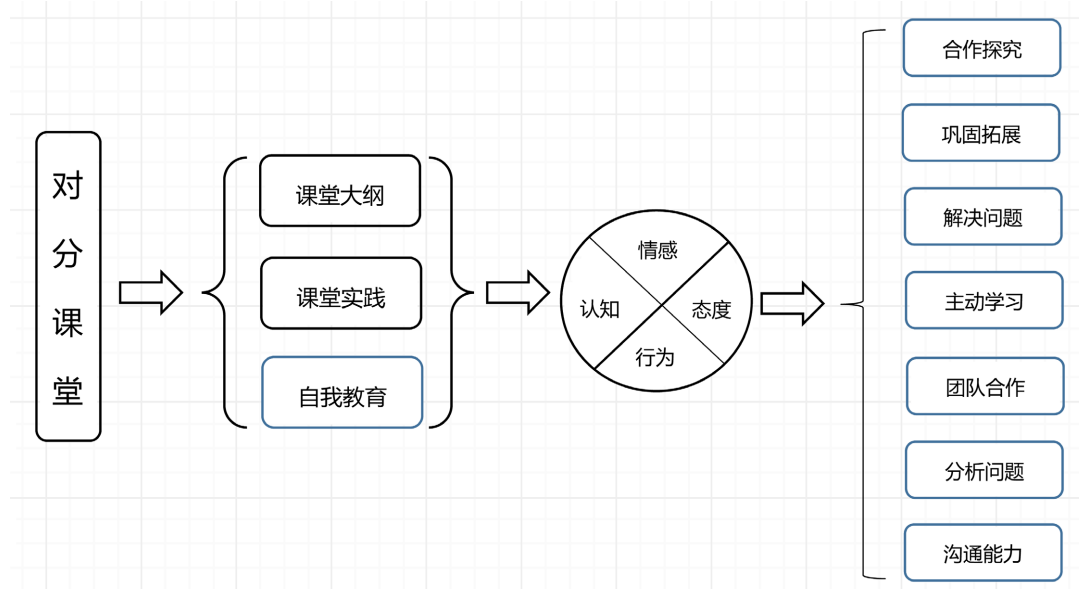 对分课堂
课堂大纲
课堂实践
自我教育
情感
认知
态度
行为
合作探究
巩固拓展
解决问题
主动学习
团队合作
分析问题
沟通能力